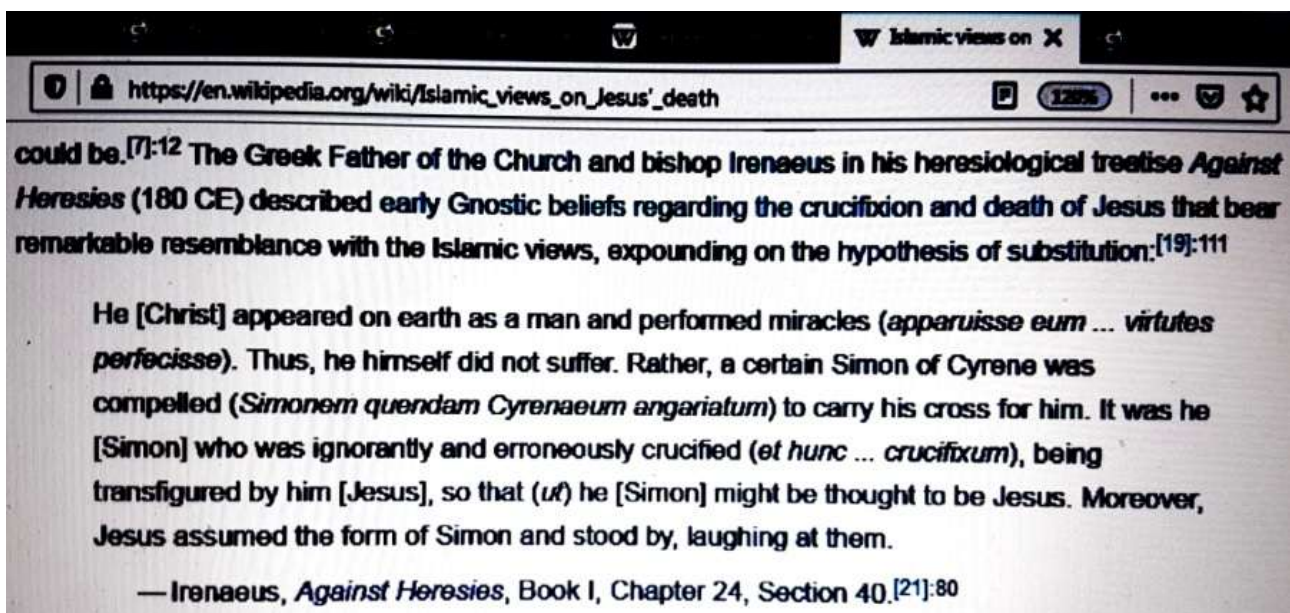 W Islamic views on X
https://en.wikipedia.org/wiki/Islamic_views_on_Jesus'_death 120%
could be.[7]:12 The Greek Father of the Church and bishop Irenaeus in his heresiological treatise Against
Heresies (180 CE) described early Gnostic beliefs regarding the crucifixion and death of Jesus that bear
remarkable resemblance with the Islamic views, expounding on the hypothesis of substitution:[19]:111
He [Christ] appeared on earth as a man and performed miracles (apparuisse eum ... virtutes
perfecisse). Thus, he himself did not suffer. Rather, a certain Simon of Cyrene was
compelled (Simonem quendam Cyrenaeum angariatum) to carry his cross for him. It was he
[Simon] who was ignorantly and erroneously crucified (et hunc ... crucifixum), being
transfigured by him [Jesus], so that (ut) he [Simon] might be thought to be Jesus. Moreover,
Jesus assumed the form of Simon and stood by, laughing at them.
—Irenaeus, Against Heresies, Book I, Chapter 24, Section 40.[21]:80